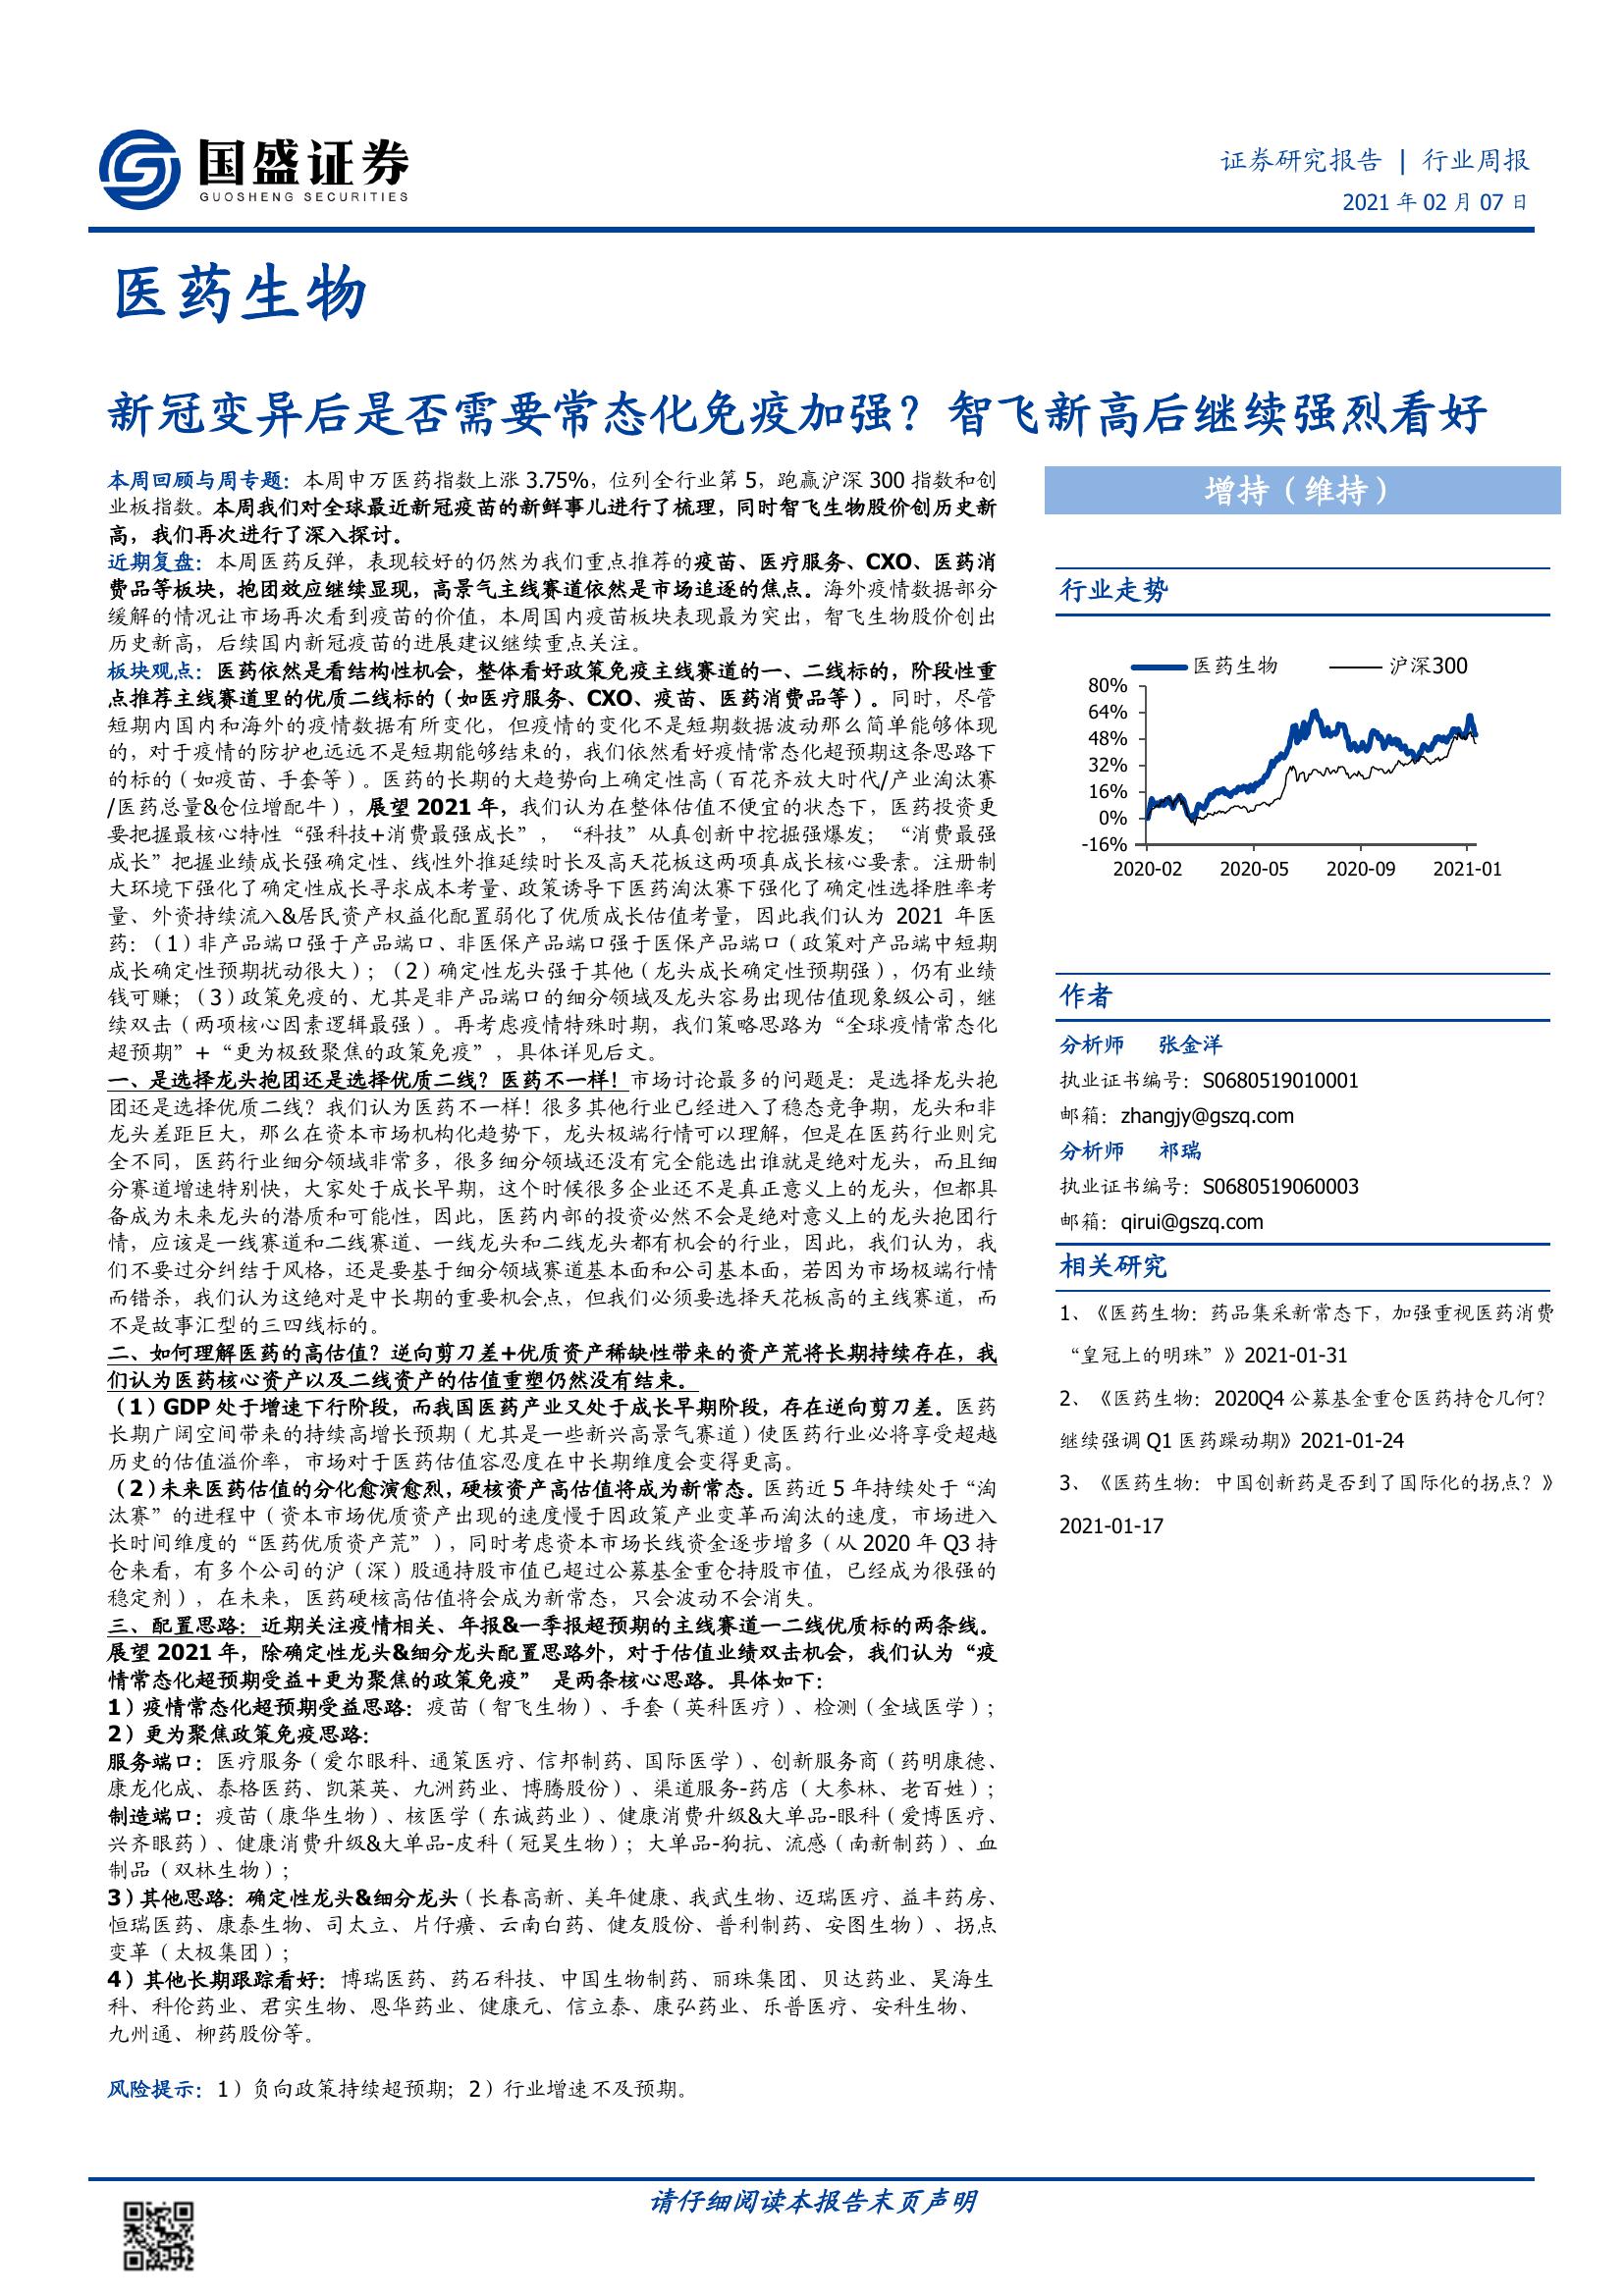 国盛证券
GUOSHENG SECURITIES
证券研究报告 | 行业周报
2021 年 02 月 07 日
医药生物
新冠变异后是否需要常态化免疫加强？智飞新高后继续强烈看好
本周回顾与周专题：本周申万医药指数上涨 3.75%，位列全行业第 5，跑赢沪深 300 指数和创
业板指数。本周我们对全球最近新冠疫苗的新鲜事儿进行了梳理，同时智飞生物股价创历史新
高，我们再次进行了深入探讨。
近期复盘：本周医药反弹，表现较好的仍然为我们重点推荐的疫苗、医疗服务、CXO、医药消
费品等板块，抱团效应继续显现，高景气主线赛道依然是市场追逐的焦点。海外疫情数据部分
缓解的情况让市场再次看到疫苗的价值，本周国内疫苗板块表现最为突出，智飞生物股价创出
历史新高，后续国内新冠疫苗的进展建议继续重点关注。
板块观点：医药依然是看结构性机会，整体看好政策免疫主线赛道的一、二线标的，阶段性重
点推荐主线赛道里的优质二线标的（如医疗服务、CXO、疫苗、医药消费品等）。同时，尽管
短期内国内和海外的疫情数据有所变化，但疫情的变化不是短期数据波动那么简单能够体现
的，对于疫情的防护也远远不是短期能够结束的，我们依然看好疫情常态化超预期这条思路下
的标的（如疫苗、手套等）。医药的长期的大趋势向上确定性高（百花齐放大时代/产业淘汰赛
/医药总量&仓位增配牛），展望 2021 年，我们认为在整体估值不便宜的状态下，医药投资更
要把握最核心特性“强科技+消费最强成长”，“科技”从真创新中挖掘强爆发；“消费最强
成长”把握业绩成长强确定性、线性外推延续时长及高天花板这两项真成长核心要素。注册制
大环境下强化了确定性成长寻求成本考量、政策诱导下医药淘汰赛下强化了确定性选择胜率考
量、外资持续流入&居民资产权益化配置弱化了优质成长估值考量，因此我们认为 2021 年医
药：（1）非产品端口强于产品端口、非医保产品端口强于医保产品端口（政策对产品端中短期
成长确定性预期扰动很大）；（2）确定性龙头强于其他（龙头成长确定性预期强），仍有业绩
钱可赚；（3）政策免疫的、尤其是非产品端口的细分领域及龙头容易出现估值现象级公司，继
续双击（两项核心因素逻辑最强）。再考虑疫情特殊时期，我们策略思路为“全球疫情常态化
超预期”+“更为极致聚焦的政策免疫”，具体详见后文。
一、是选择龙头抱团还是选择优质二线？医药不一样！市场讨论最多的问题是：是选择龙头抱
团还是选择优质二线？我们认为医药不一样！很多其他行业已经进入了稳态竞争期，龙头和非
龙头差距巨大，那么在资本市场机构化趋势下，龙头极端行情可以理解，但是在医药行业则完
全不同，医药行业细分领域非常多，很多细分领域还没有完全能选出谁就是绝对龙头，而且细
分赛道增速特别快，大家处于成长早期，这个时候很多企业还不是真正意义上的龙头，但都具
备成为未来龙头的潜质和可能性，因此，医药内部的投资必然不会是绝对意义上的龙头抱团行
情，应该是一线赛道和二线赛道、一线龙头和二线龙头都有机会的行业，因此，我们认为，我
们不要过分纠结于风格，还是要基于细分领域赛道基本面和公司基本面，若因为市场极端行情
而错杀，我们认为这绝对是中长期的重要机会点，但我们必须要选择天花板高的主线赛道，而
不是故事汇型的三四线标的。
二、如何理解医药的高估值？逆向剪刀差+优质资产稀缺性带来的资产荒将长期持续存在，我
们认为医药核心资产以及二线资产的估值重塑仍然没有结束。
（1）GDP 处于增速下行阶段，而我国医药产业又处于成长早期阶段，存在逆向剪刀差。医药
长期广阔空间带来的持续高增长预期（尤其是一些新兴高景气赛道）使医药行业必将享受超越
历史的估值溢价率，市场对于医药估值容忍度在中长期维度会变得更高。
（2）未来医药估值的分化愈演愈烈，硬核资产高估值将成为新常态。医药近 5 年持续处于“淘
汰赛”的进程中（资本市场优质资产出现的速度慢于因政策产业变革而淘汰的速度，市场进入
长时间维度的“医药优质资产荒”），同时考虑资本市场长线资金逐步增多（从 2020 年 Q3 持
仓来看，有多个公司的沪（深）股通持股市值已超过公募基金重仓持股市值，已经成为很强的
稳定剂），在未来，医药硬核高估值将会成为新常态，只会波动不会消失。
三、配置思路：近期关注疫情相关、年报&一季报超预期的主线赛道一二线优质标的两条线。
展望 2021 年，除确定性龙头&细分龙头配置思路外，对于估值业绩双击机会，我们认为“疫
情常态化超预期受益+更为聚焦的政策免疫” 是两条核心思路。具体如下：
1）疫情常态化超预期受益思路：疫苗（智飞生物）、手套（英科医疗）、检测（金域医学）；
2）更为聚焦政策免疫思路：
服务端口：医疗服务（爱尔眼科、通策医疗、信邦制药、国际医学）、创新服务商（药明康德、
康龙化成、泰格医药、凯莱英、九洲药业、博腾股份）、渠道服务-药店（大参林、老百姓）；
制造端口：疫苗（康华生物）、核医学（东诚药业）、健康消费升级&大单品-眼科（爱博医疗、
兴齐眼药）、健康消费升级&大单品-皮科（冠昊生物）；大单品-狗抗、流感（南新制药）、血
制品（双林生物）；
3）其他思路：确定性龙头&细分龙头（长春高新、美年健康、我武生物、迈瑞医疗、益丰药房、
恒瑞医药、康泰生物、司太立、片仔癀、云南白药、健友股份、普利制药、安图生物）、拐点
变革（太极集团）；
4）其他长期跟踪看好：博瑞医药、药石科技、中国生物制药、丽珠集团、贝达药业、昊海生
科、科伦药业、君实生物、恩华药业、健康元、信立泰、康弘药业、乐普医疗、安科生物、
九州通、柳药股份等。
风险提示：1）负向政策持续超预期；2）行业增速不及预期。
增持（维持）
行业走势
医药生物 沪深300
80%
64%
48%
32%
16%
0%
-16%
2020-02 2020-05 2020-09 2021-01
作者
分析师 张金洋
执业证书编号：S0680519010001
邮箱：zhangjy@gszq.com
分析师 祁瑞
执业证书编号：S0680519060003
邮箱：qirui@gszq.com
相关研究
1、《医药生物：药品集采新常态下，加强重视医药消费
“皇冠上的明珠”》2021-01-31
2、《医药生物：2020Q4 公募基金重仓医药持仓几何？
继续强调 Q1 医药躁动期》2021-01-24
3、《医药生物：中国创新药是否到了国际化的拐点？》
2021-01-17
请仔细阅读本报告末页声明